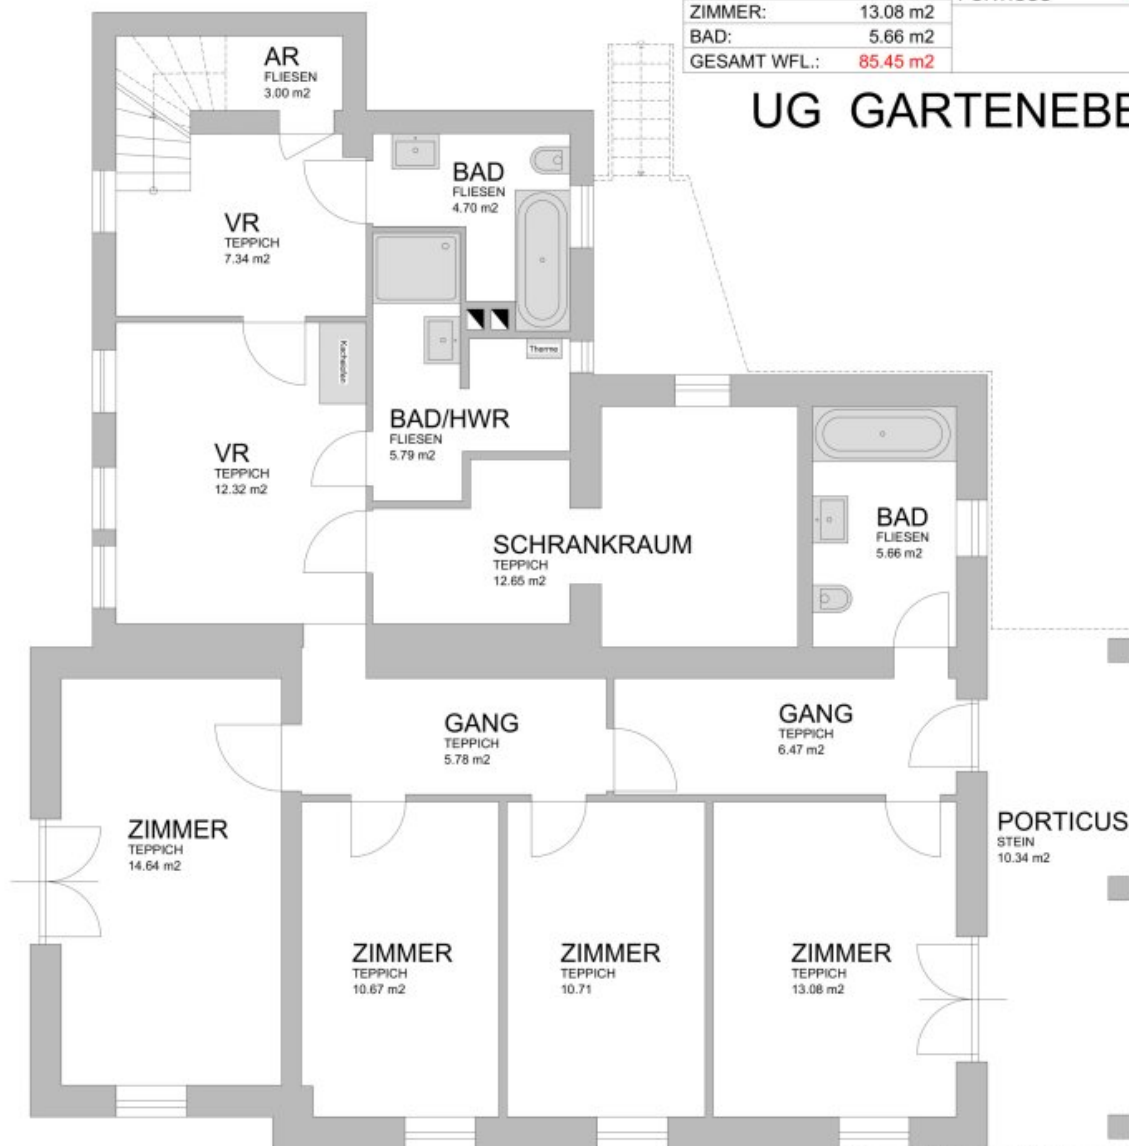 ZIMMER: 13.08 m2
BAD: 5.66 m2
GESAMT WFL.: 85.45 m2
UG GARTENEBE
AR
FLIESEN
3.00 m2
BAD
FLIESEN
4.70 m2
VR
TEPPICH
7.34 m2
Kachelofen
Therme
BAD/HWR
FLIESEN
5.79 m2
VR
TEPPICH
12.32 m2
SCHRANKRAUM
TEPPICH
12.65 m2
BAD
FLIESEN
5.66 m2
GANG
TEPPICH
5.78 m2
GANG
TEPPICH
6.47 m2
ZIMMER
TEPPICH
14.64 m2
PORTICUS
STEIN
10.34 m2
ZIMMER
TEPPICH
10.67 m2
ZIMMER
TEPPICH
10.71
ZIMMER
TEPPICH
13.08 m2